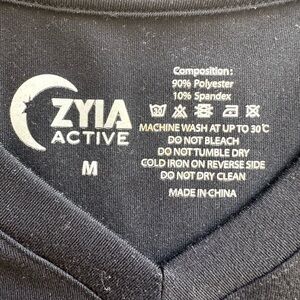 ZYIA
ACTIVE
M
Composition:
90% Polyester
10% Spandex
MACHINE WASH AT UP TO 30℃
DO NOT BLEACH
DO NOT TUMBLE DRY
COLD IRON ON REVERSE SIDE
DO NOT DRY CLEAN
MADE IN CHINA